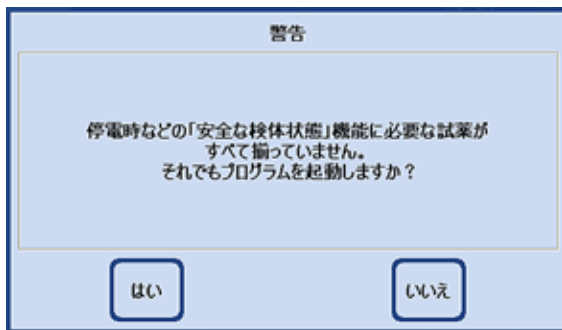 警告
停電時などの「安全な検体状態」機能に必要な試薬が
すべて揃っていません。
それでもプログラムを起動しますか？
はい
いいえ